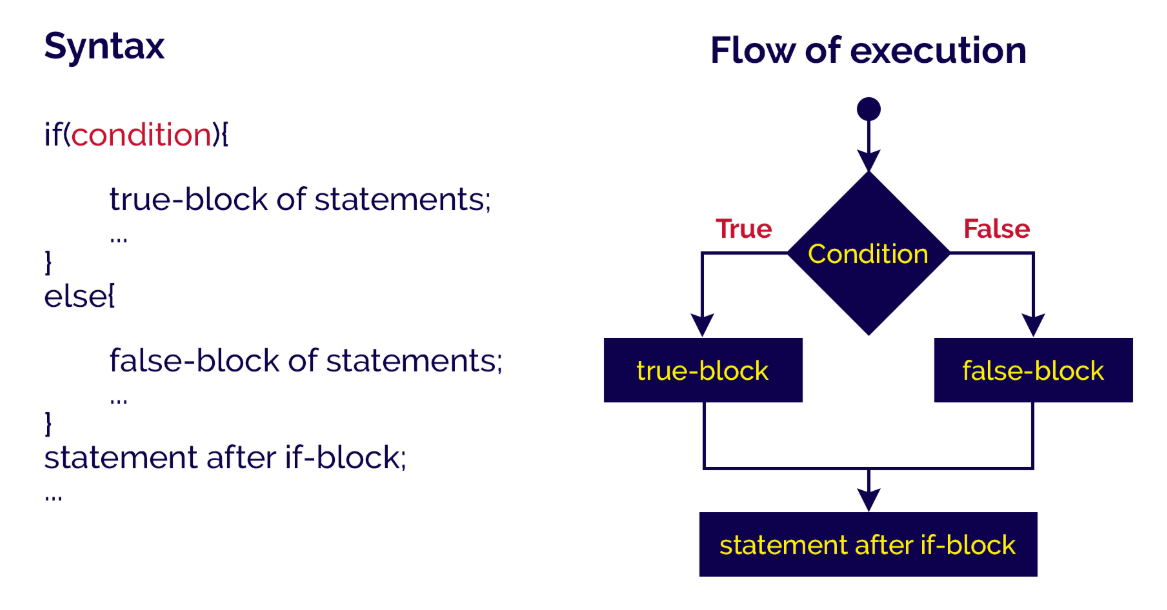 Syntax
if(condition){
true-block of statements;
...
}
else{
false-block of statements;
...
}
statement after if-block;
...
Flow of execution
True
False
Condition
true-block
false-block
statement after if-block